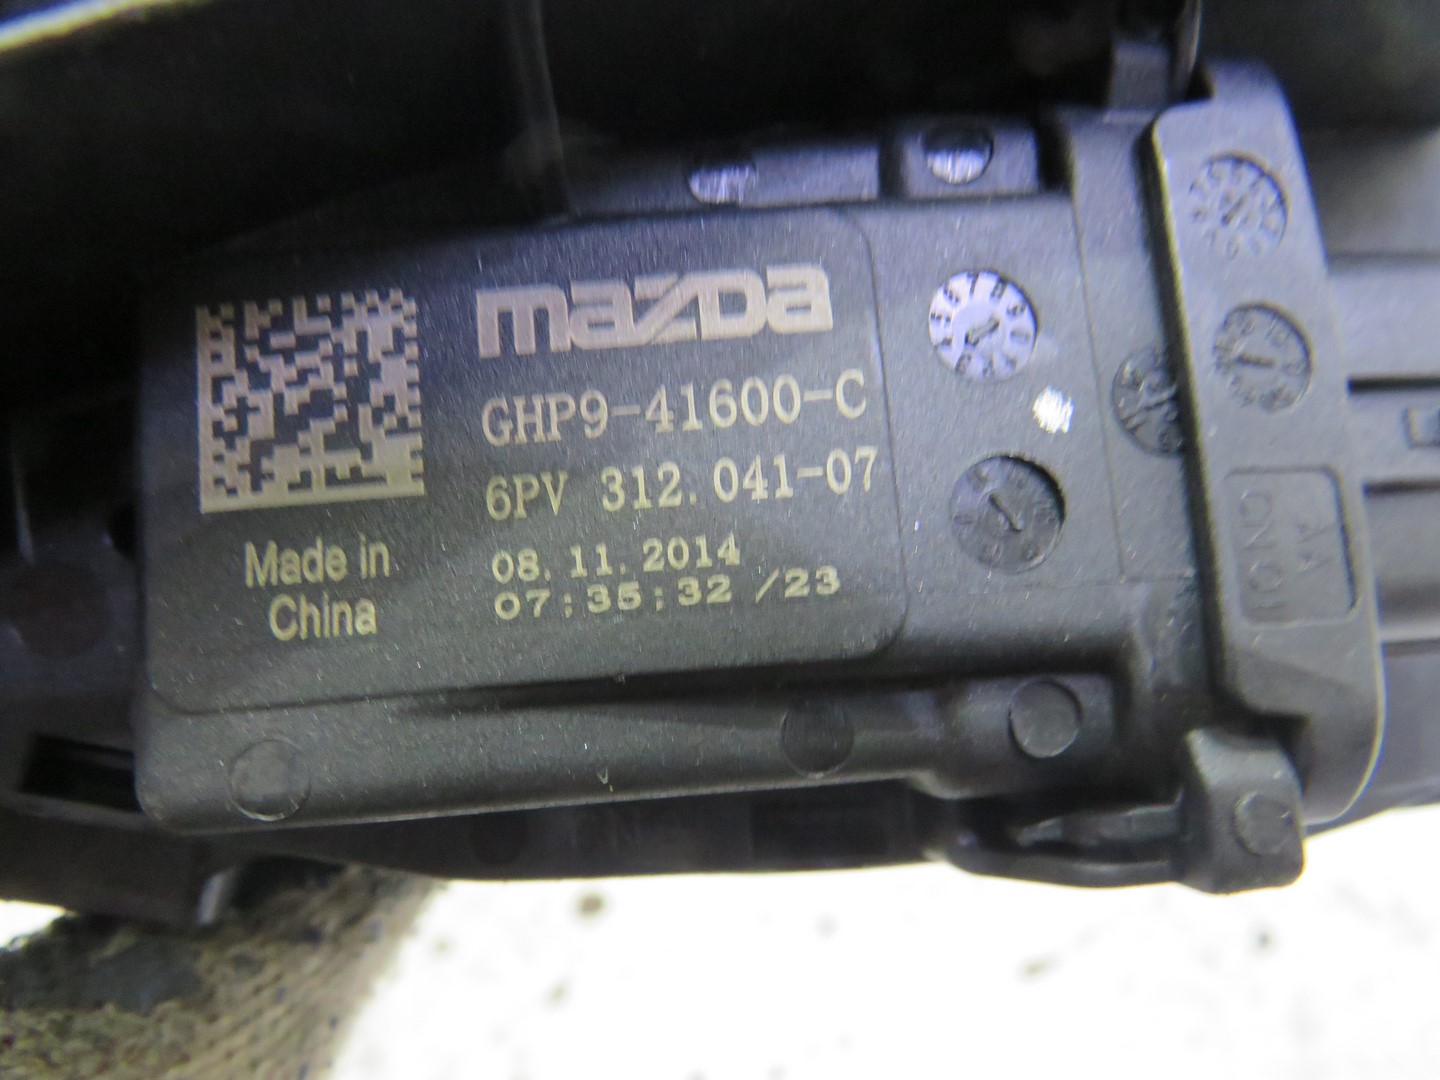 mazda
GHP9-41600-C
6PV 312.041-07
Made in
China
08.11.2014
07:35:32 /23